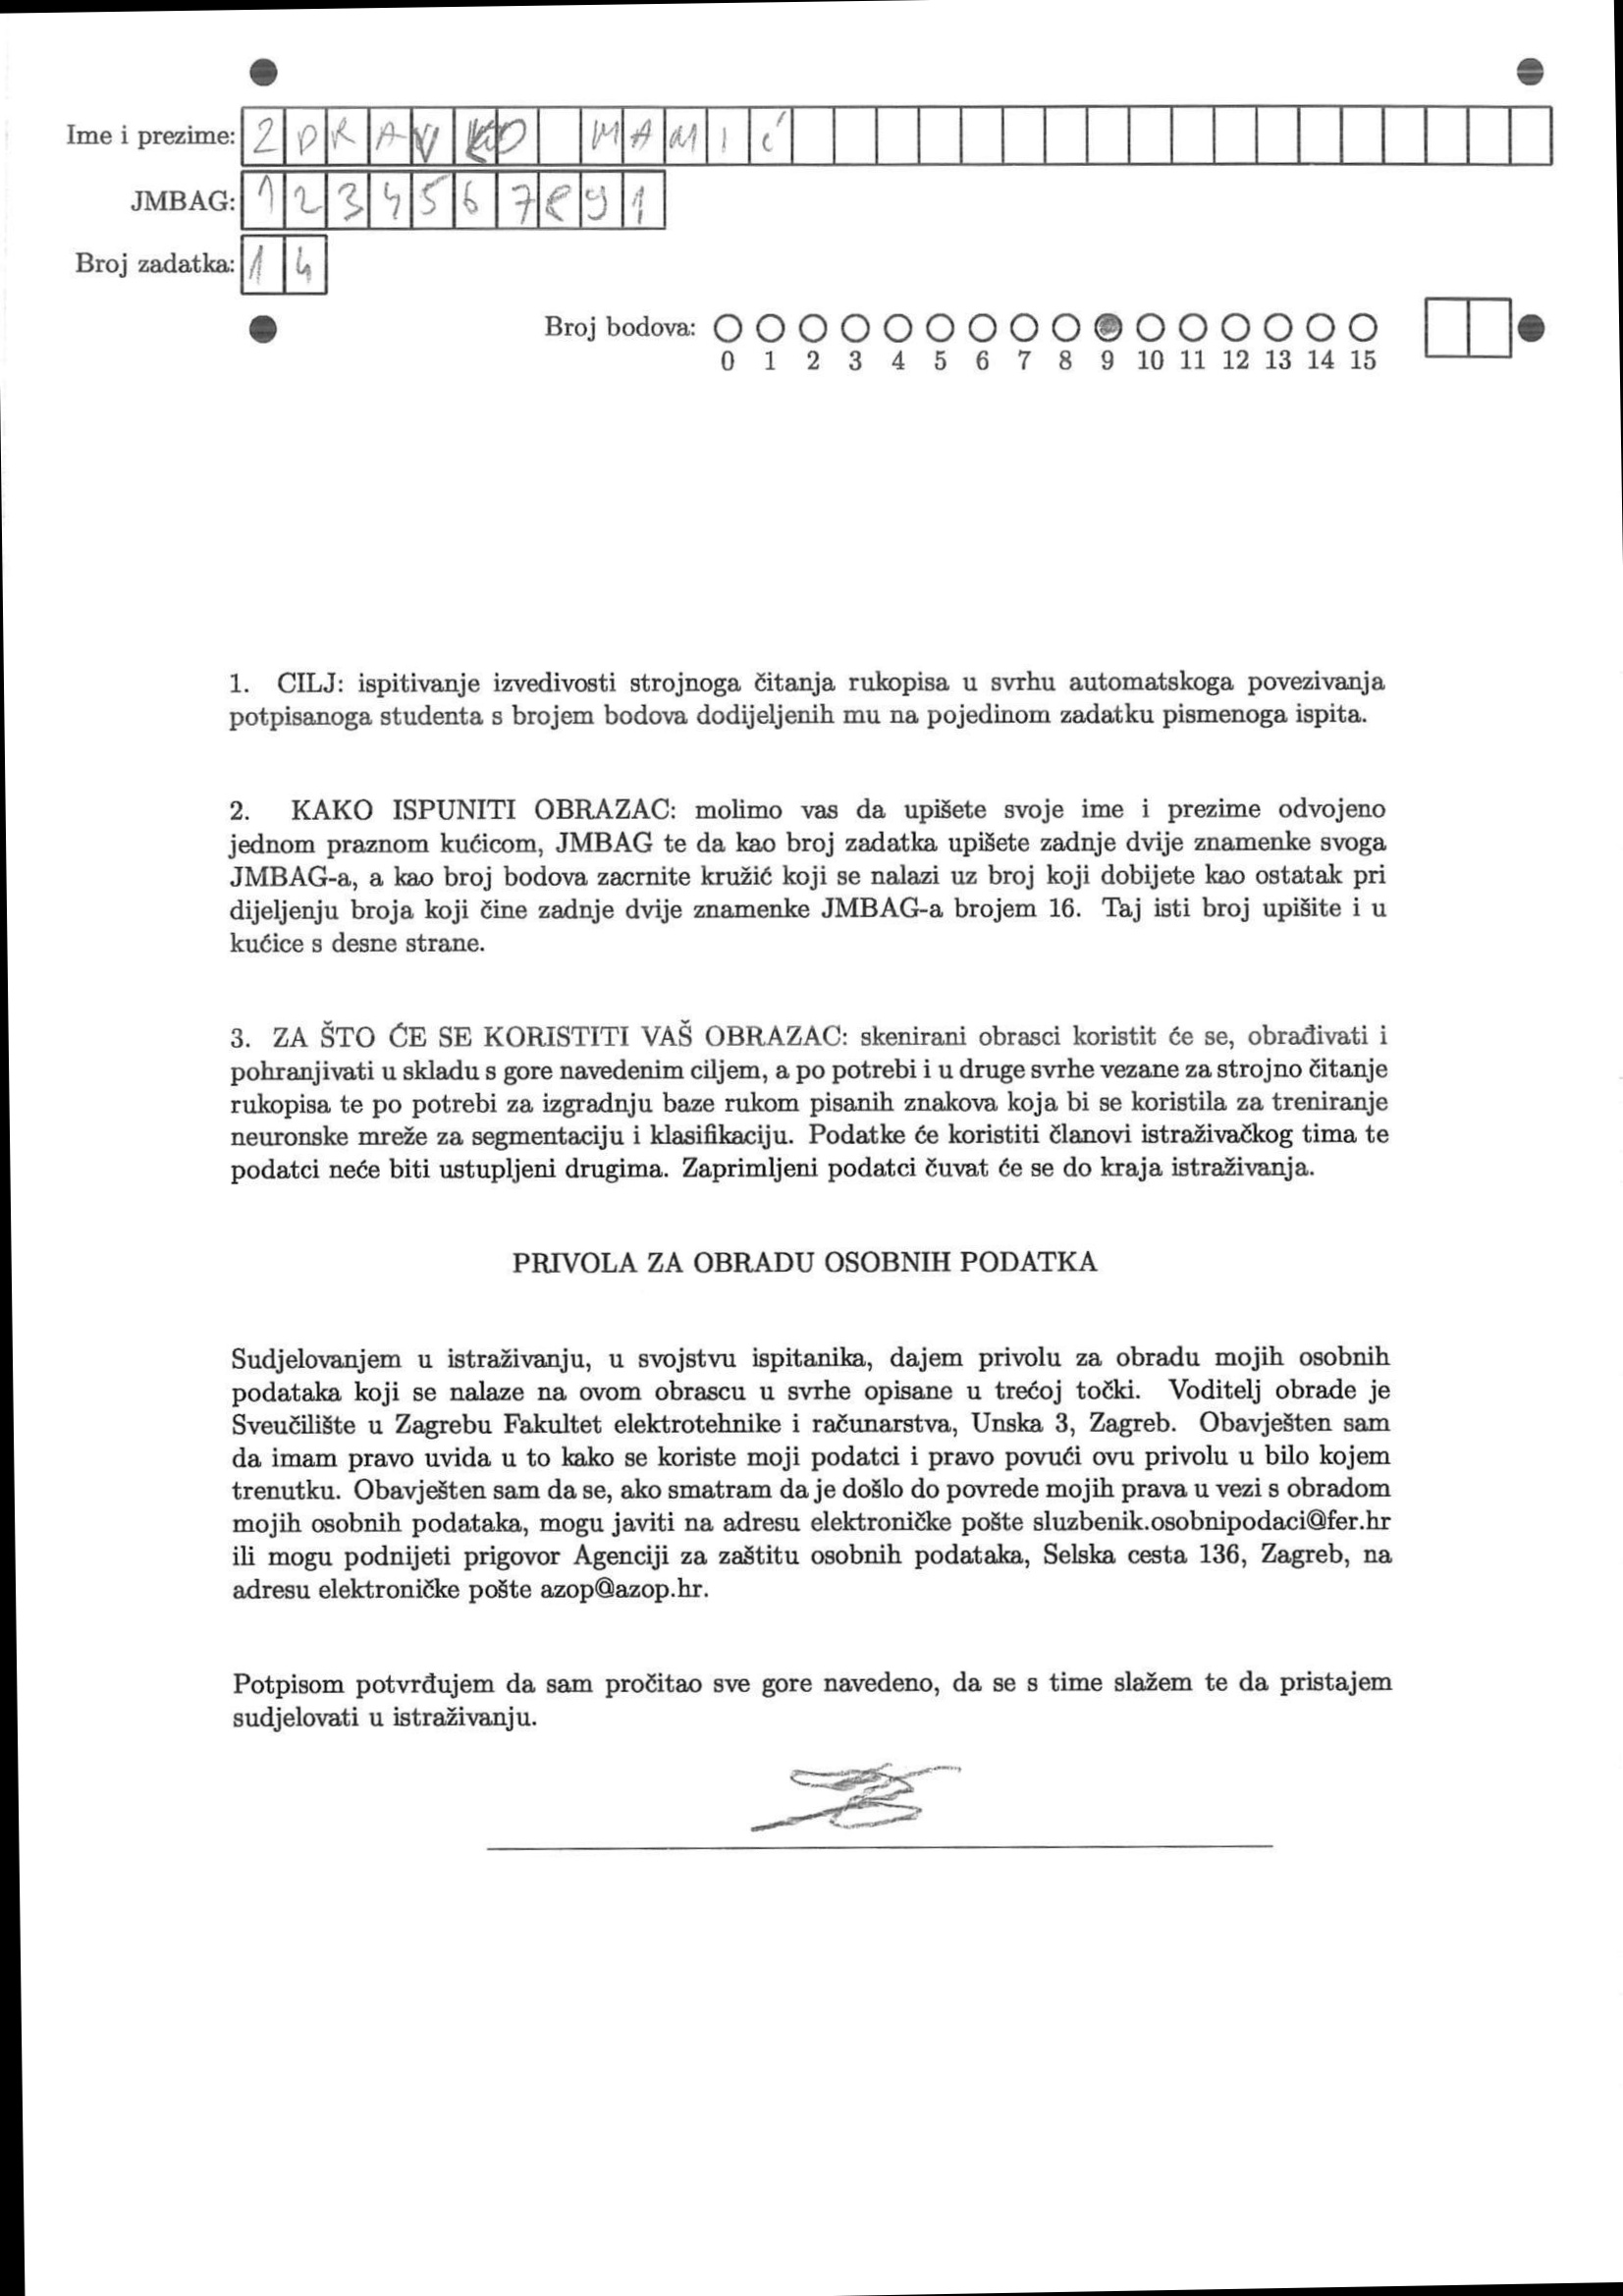 Ime i prezime: ZDRAVKO MAMIĆ
JMBAG: 1234567891
Broj zadatka: 14
Broj bodova:
0 1 2 3 4 5 6 7 8 9 10 11 12 13 14 15
1. CILJ: ispitivanje izvedivosti strojnoga čitanja rukopisa u svrhu automatskoga povezivanja
potpisanoga studenta s brojem bodova dodijeljenih mu na pojedinom zadatku pismenoga ispita.
2. KAKO ISPUNITI OBRAZAC: molimo vas da upišete svoje ime i prezime odvojeno
jednom praznom kućicom, JMBAG te da kao broj zadatka upišete zadnje dvije znamenke svoga
JMBAG-a, a kao broj bodova zacrnite kružić koji se nalazi uz broj koji dobijete kao ostatak pri
dijeljenju broja koji čine zadnje dvije znamenke JMBAG-a brojem 16. Taj isti broj upišite i u
kućice s desne strane.
3. ZA ŠTO ĆE SE KORISTITI VAŠ OBRAZAC: skenirani obrasci koristit će se, obrađivati i
pohranjivati u skladu s gore navedenim ciljem, a po potrebi i u druge svrhe vezane za strojno čitanje
rukopisa te po potrebi za izgradnju baze rukom pisanih znakova koja bi se koristila za treniranje
neuronske mreže za segmentaciju i klasifikaciju. Podatke će koristiti članovi istraživačkog tima te
podatci neće biti ustupljeni drugima. Zaprimljeni podatci čuvat će se do kraja istraživanja.
PRIVOLA ZA OBRADU OSOBNIH PODATKA
Sudjelovanjem u istraživanju, u svojstvu ispitanika, dajem privolu za obradu mojih osobnih
podataka koji se nalaze na ovom obrascu u svrhe opisane u trećoj točki. Voditelj obrade je
Sveučilište u Zagrebu Fakultet elektrotehnike i računarstva, Unska 3, Zagreb. Obavješten sam
da imam pravo uvida u to kako se koriste moji podatci i pravo povući ovu privolu u bilo kojem
trenutku. Obavješten sam da se, ako smatram da je došlo do povrede mojih prava u vezi s obradom
mojih osobnih podataka, mogu javiti na adresu elektroničke pošte sluzbenik.osobnipodaci@fer.hr
ili mogu podnijeti prigovor Agenciji za zaštitu osobnih podataka, Selska cesta 136, Zagreb, na
adresu elektroničke pošte azop@azop.hr.
Potpisom potvrđujem da sam pročitao sve gore navedeno, da se s time slažem te da pristajem
sudjelovati u istraživanju.